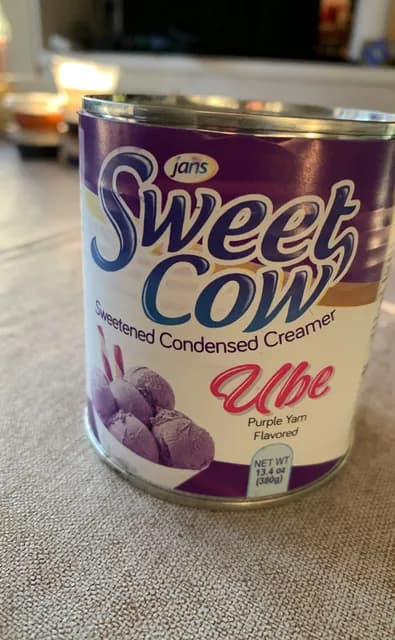 jans
Sweet
Cow
Sweetened Condensed Creamer
Ube
Purple Yam
Flavored
NET WT
13.4 oz
(380g)